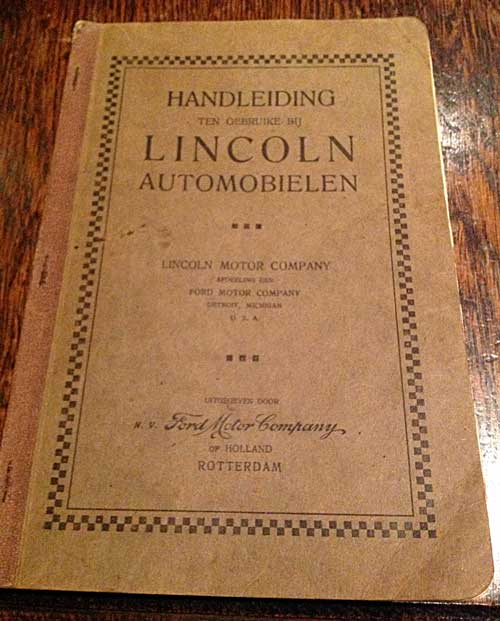 HANDLEIDING
TEN GEBRUIKE BIJ
LINCOLN
AUTOMOBIELEN
LINCOLN MOTOR COMPANY
AFDEELING DER
FORD MOTOR COMPANY
DETROIT, MICHIGAN
U. S. A.
UITGEGEVEN DOOR
N. V. Ford Motor Company
OF HOLLAND
ROTTERDAM